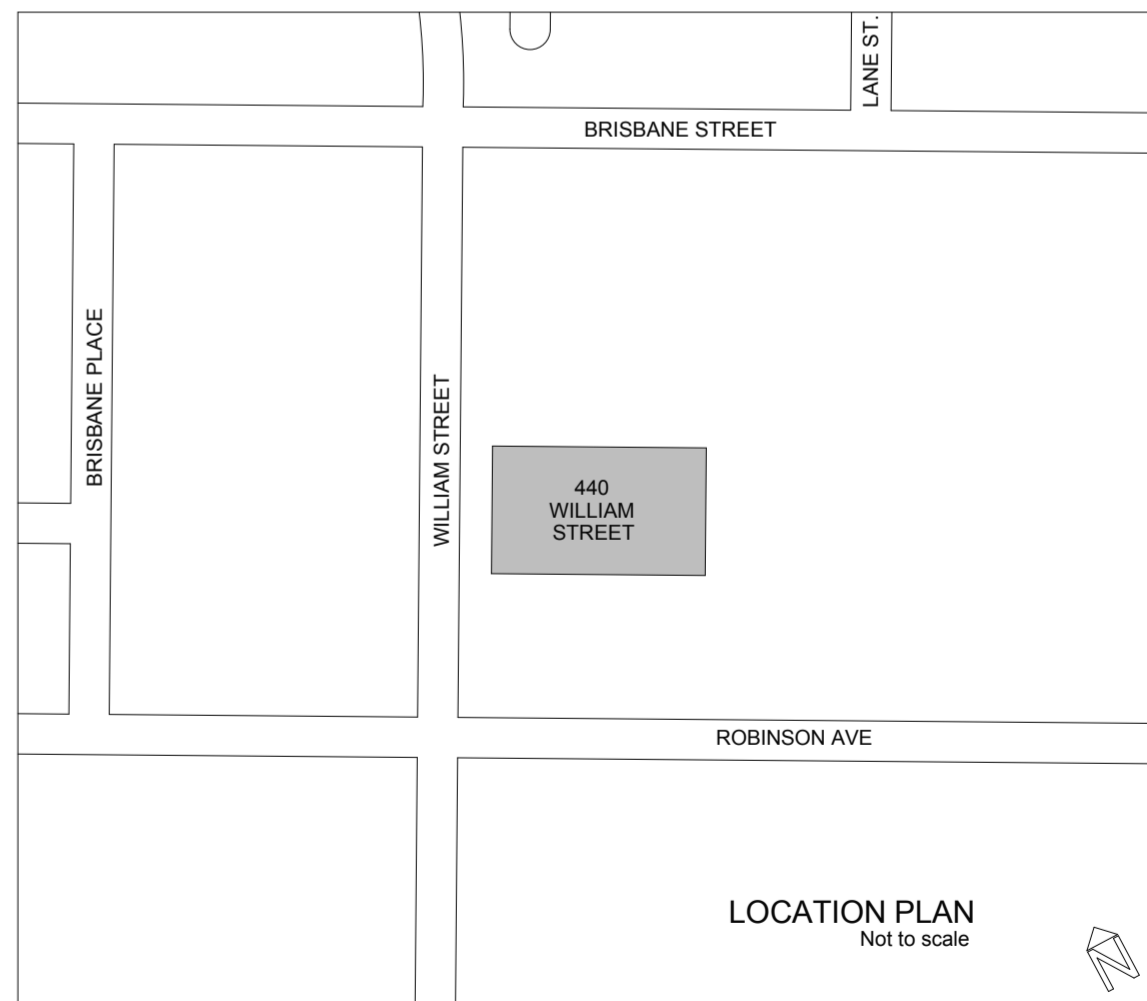 LANE ST.
BRISBANE STREET
BRISBANE PLACE
WILLIAM STREET
440
WILLIAM
STREET
ROBINSON AVE
LOCATION PLAN
Not to scale
N